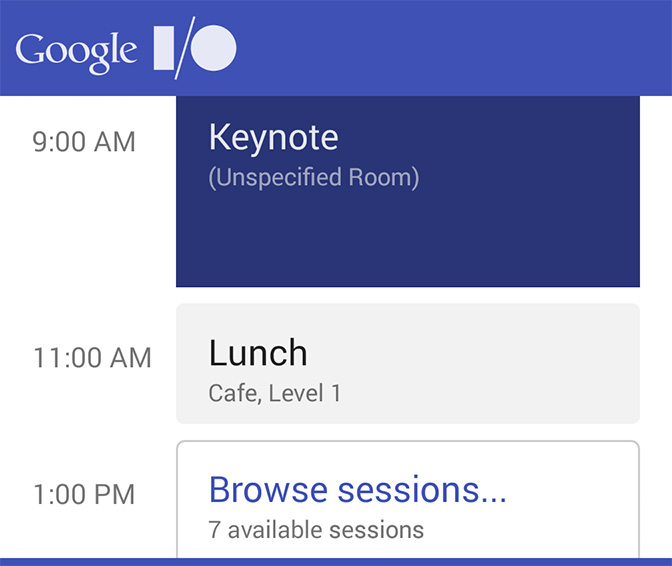 Google I/O
9:00 AM
Keynote
(Unspecified Room)
11:00 AM
Lunch
Cafe, Level 1
1:00 PM
Browse sessions...
7 available sessions